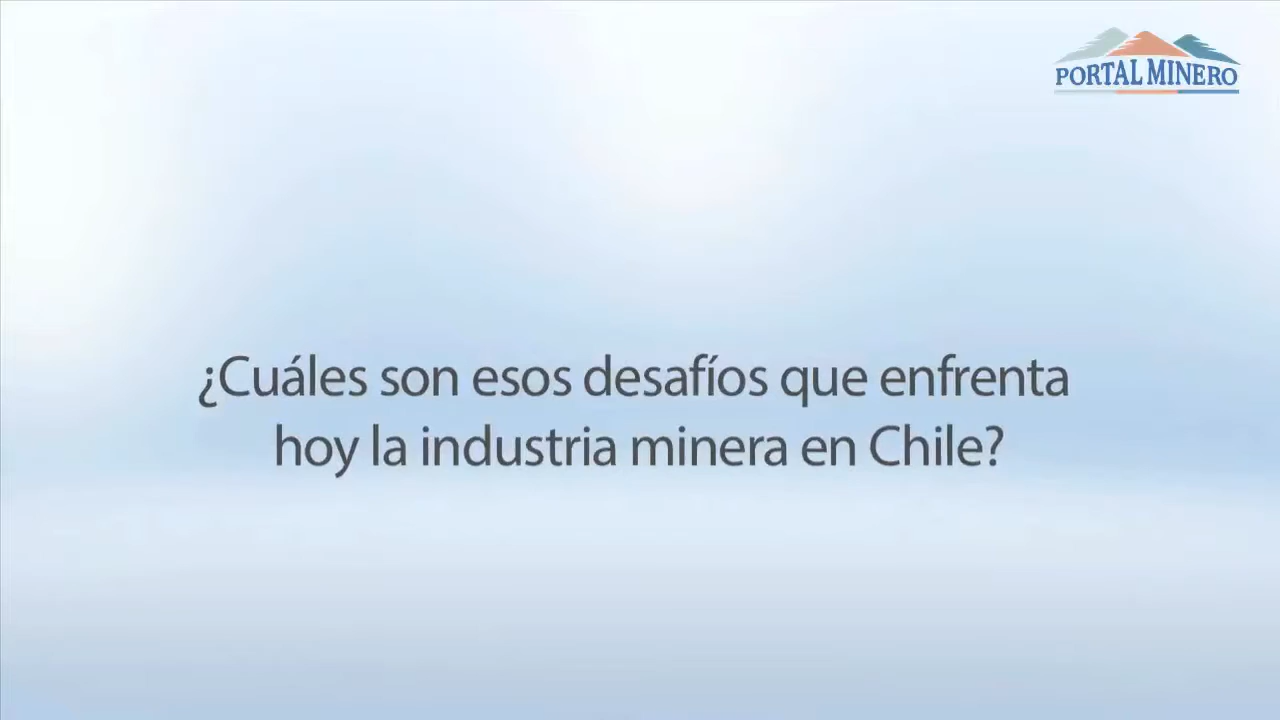 PORTAL MINERO
¿Cuáles son esos desafíos que enfrenta
hoy la industria minera en Chile?